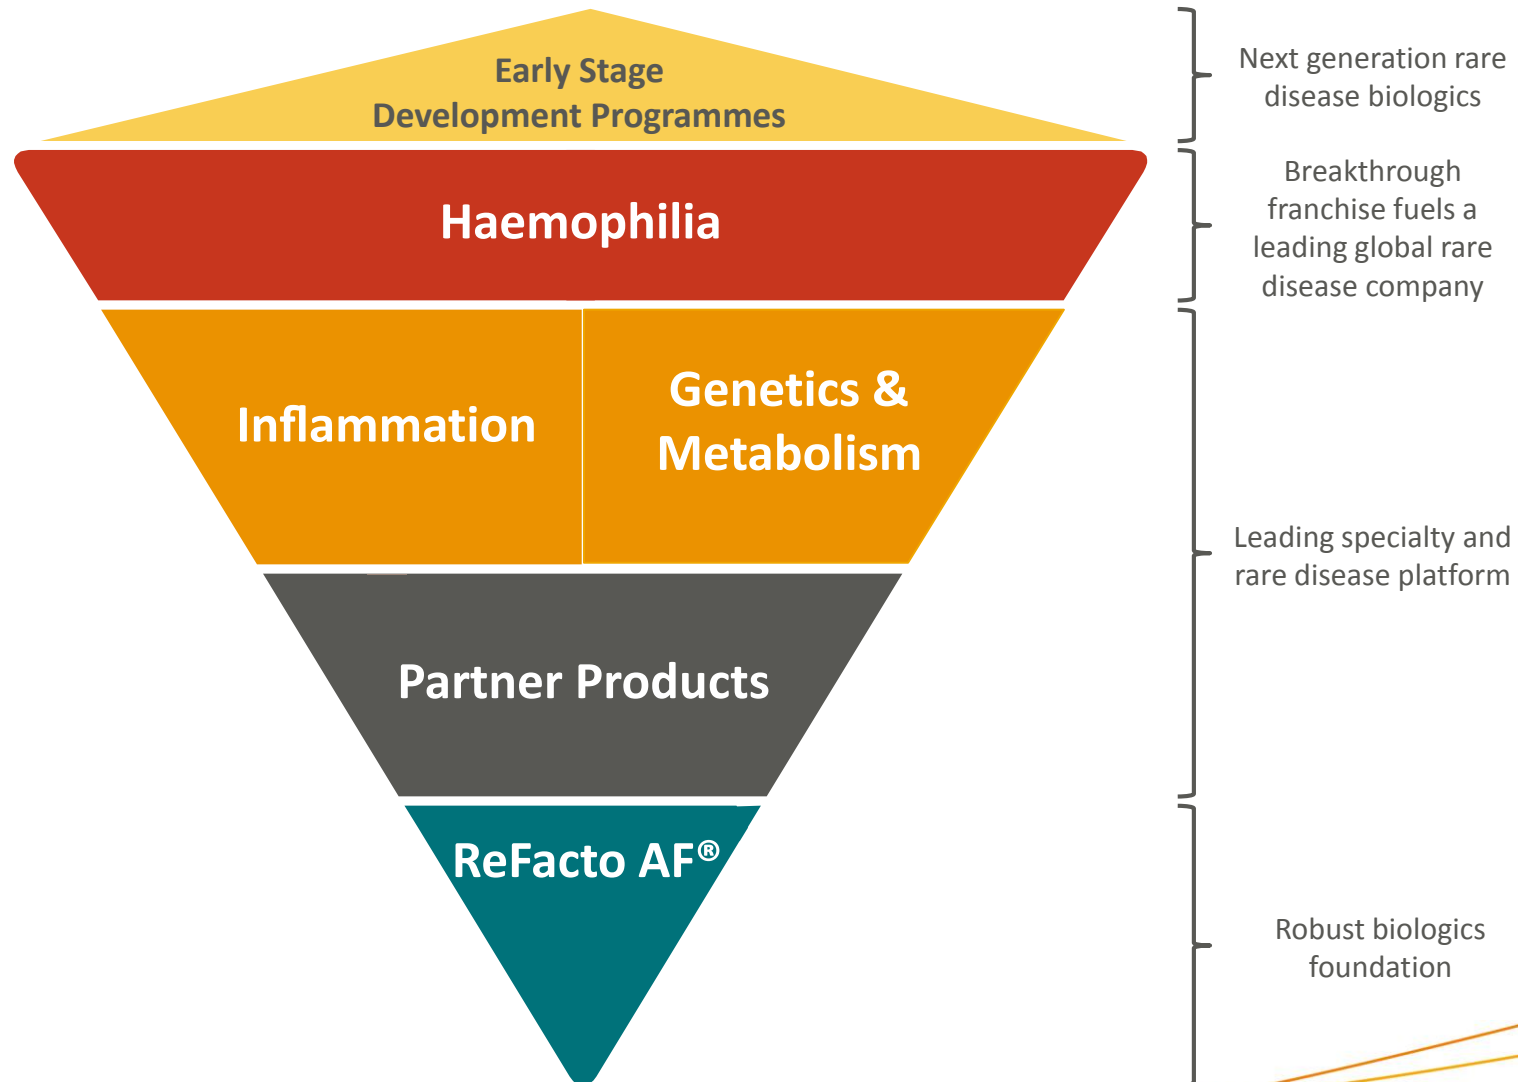 Early Stage
Development Programmes
Next generation rare
disease biologics
Haemophilia
Breakthrough
franchise fuels a
leading global rare
disease company
Inflammation
Genetics &
Metabolism
Leading specialty and
rare disease platform
Partner Products
ReFacto AF®
Robust biologics
foundation